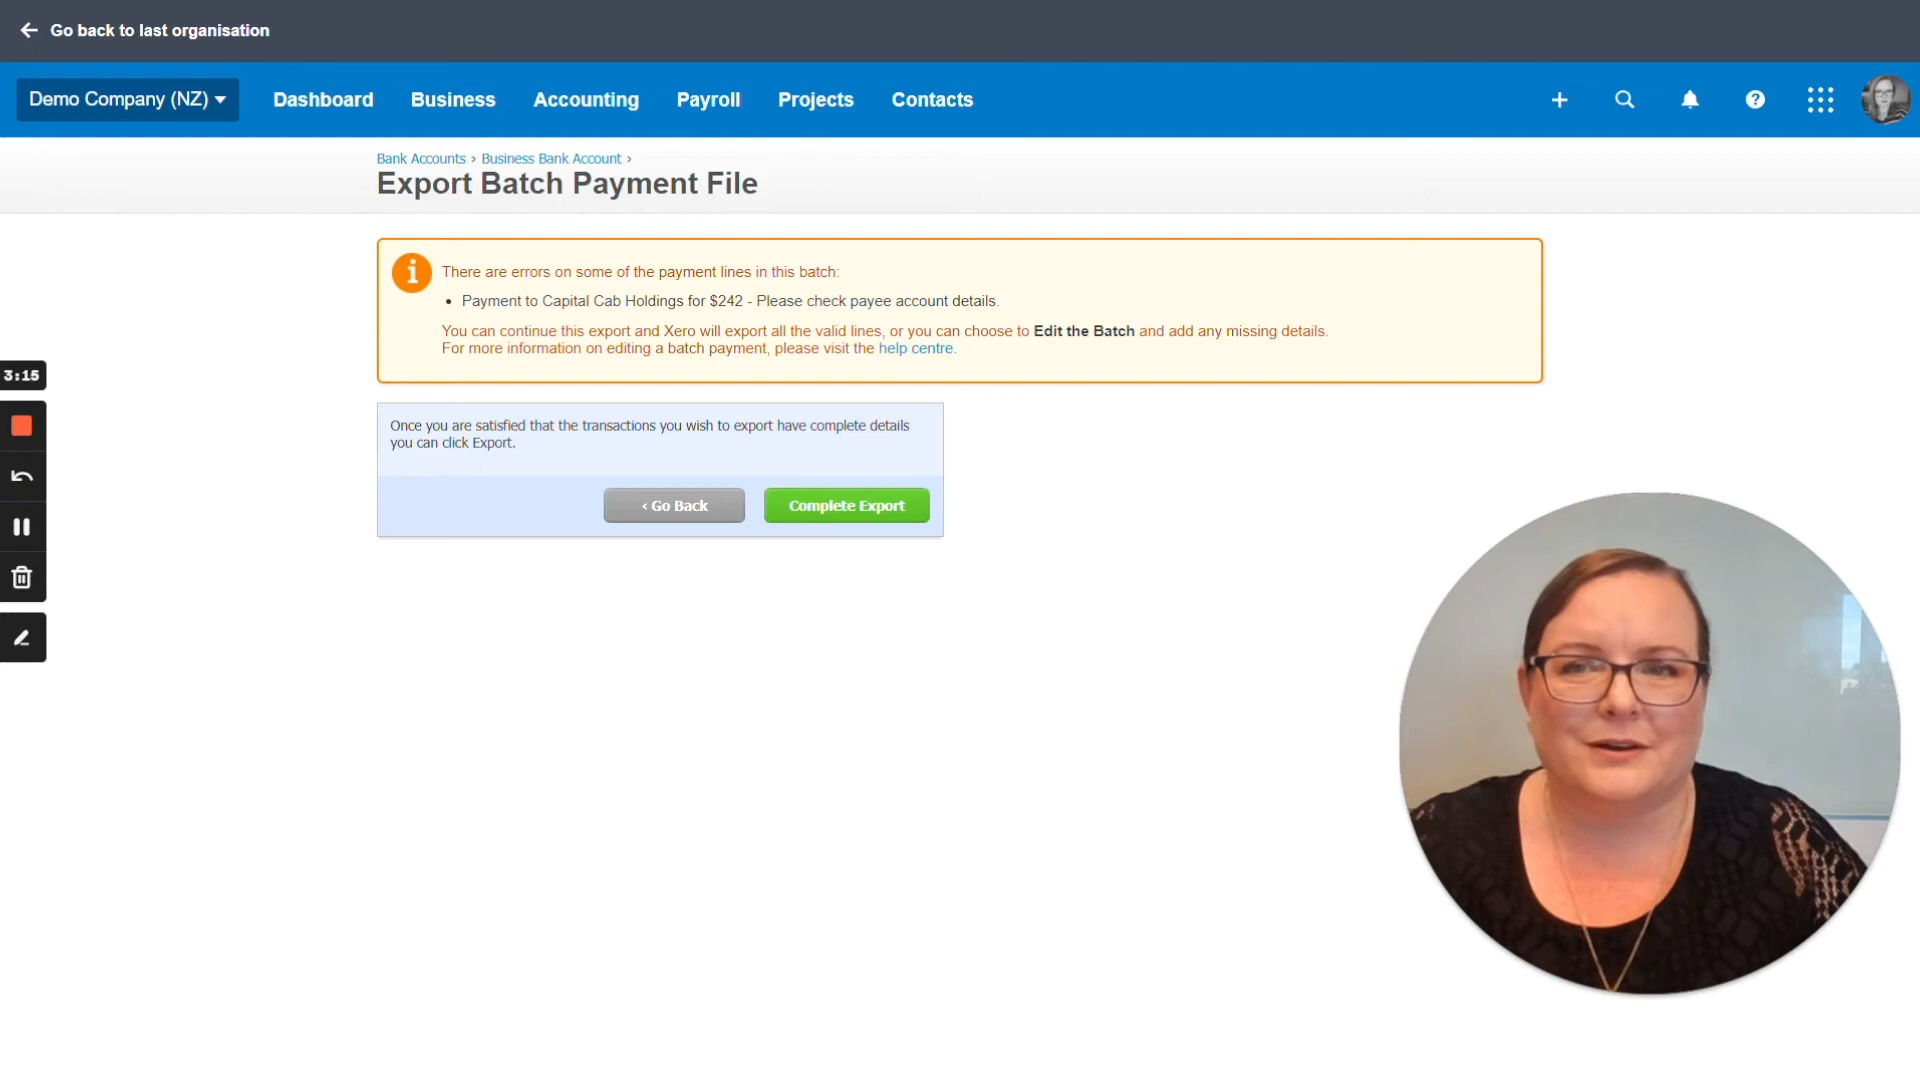 Go back to last organisation
Demo Company (NZ) Dashboard Business Accounting Payroll Projects Contacts
Bank Accounts › Business Bank Account ›
Export Batch Payment File
There are errors on some of the payment lines in this batch:
• Payment to Capital Cab Holdings for $242 - Please check payee account details.
You can continue this export and Xero will export all the valid lines, or you can choose to Edit the Batch and add any missing details.
For more information on editing a batch payment, please visit the help centre.
3:15
Once you are satisfied that the transactions you wish to export have complete details
you can click Export.
‹ Go Back
Complete Export